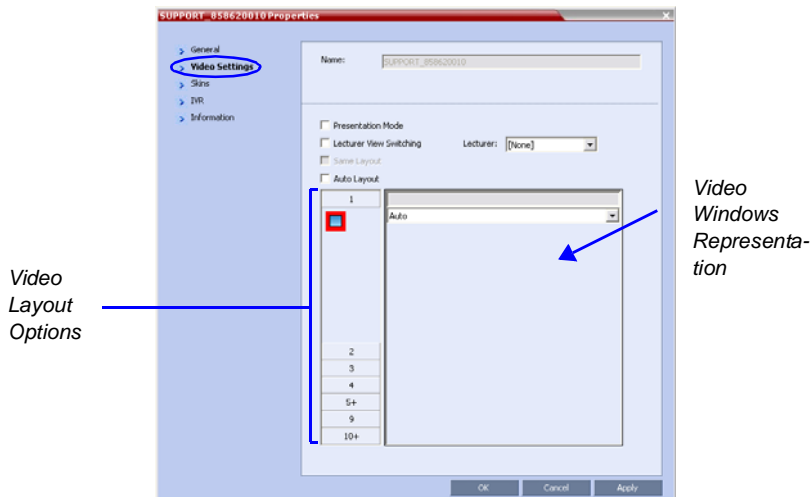 SUPPORT_858620010 Properties
General
Video Settings
Skins
IVR
Information
Name:
SUPPORT_858620010
Presentation Mode
Lecturer View Switching
Lecturer:
[None]
Same Layout
Auto Layout
1
Auto
2
3
4
5+
9
10+
OK
Cancel
Apply
Video
Layout
Options
Video
Windows
Representa-
tion